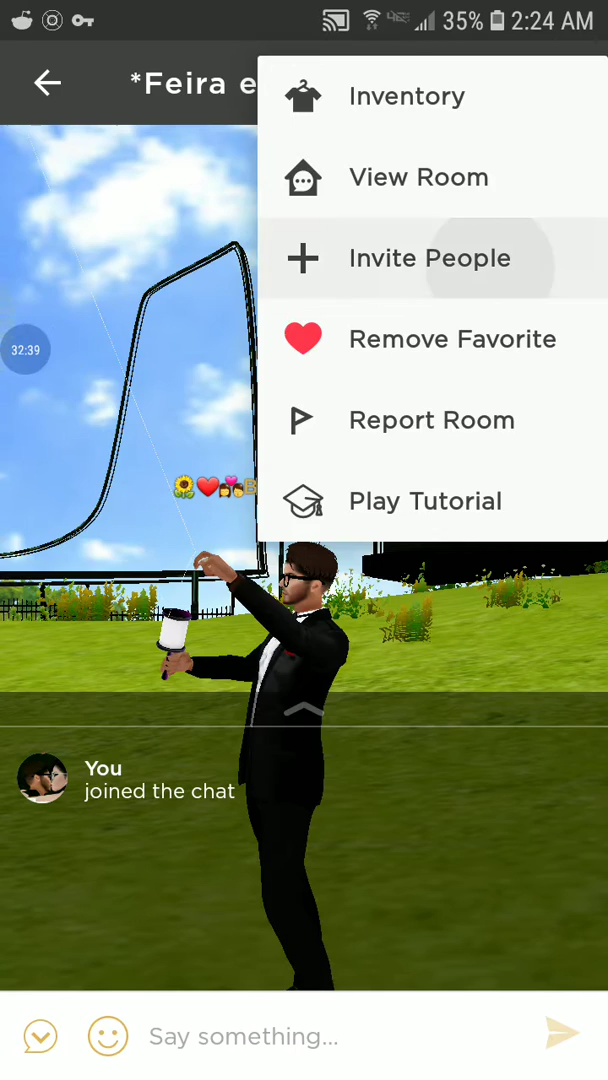 35% 2:24 AM
*Feira e
Inventory
View Room
Invite People
Remove Favorite
Report Room
Play Tutorial
32:39
🌻❤️👩‍❤️‍💋‍👨B
You
joined the chat
Say something...